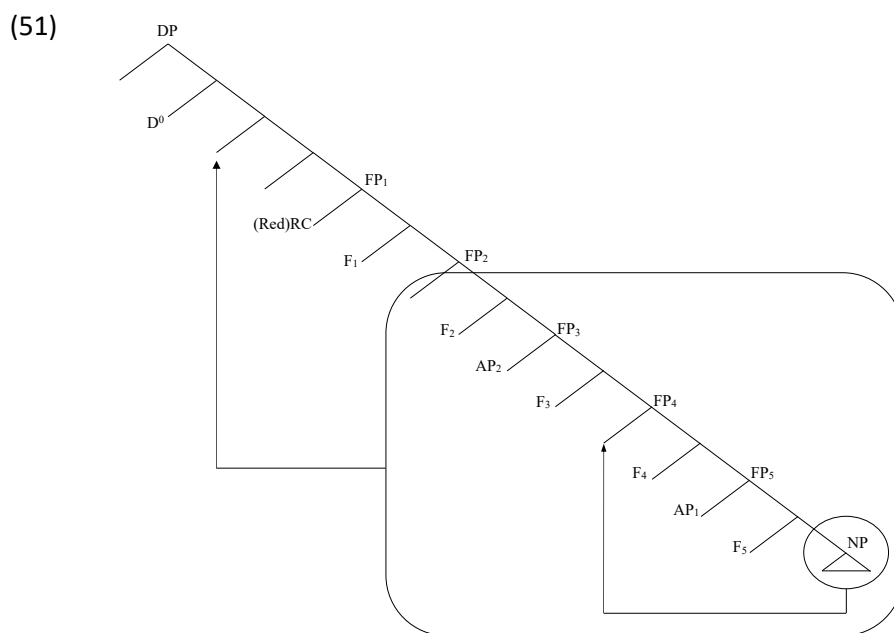 (51)
DP
D⁰
FP₁
(Red)RC
F₁
FP₂
F₂
FP₃
AP₂
F₃
FP₄
F₄
FP₅
AP₁
F₅
NP